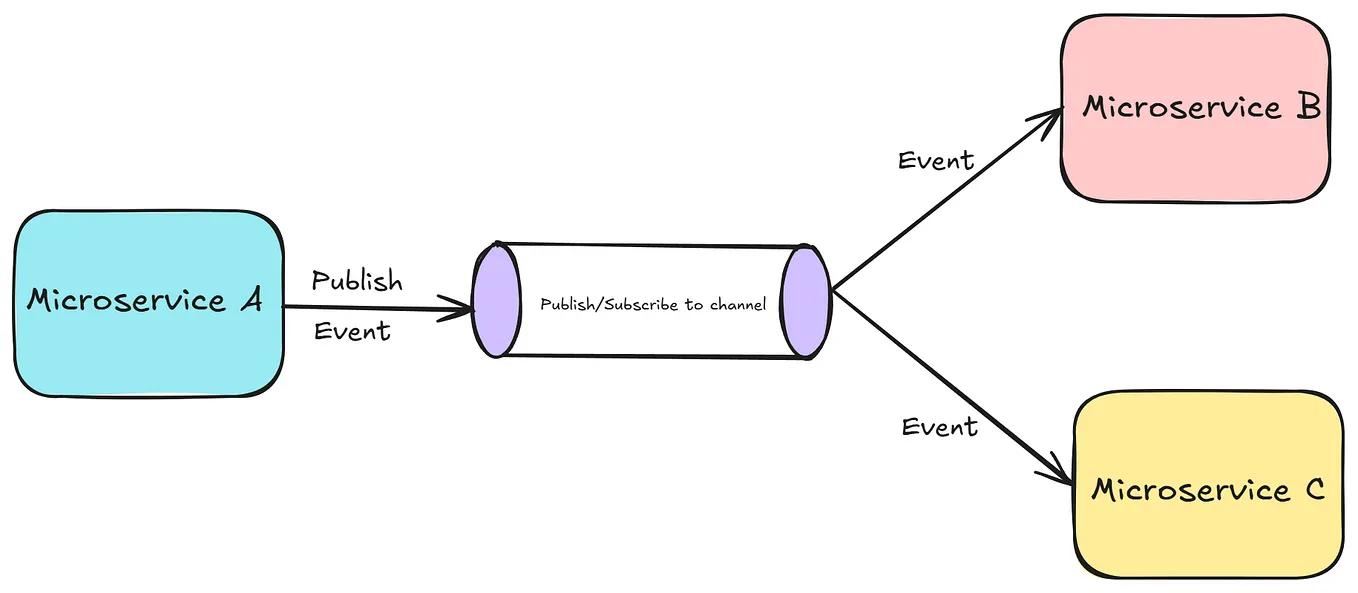 Microservice A
Publish
Event
Publish/Subscribe to channel
Event
Microservice B
Event
Microservice C